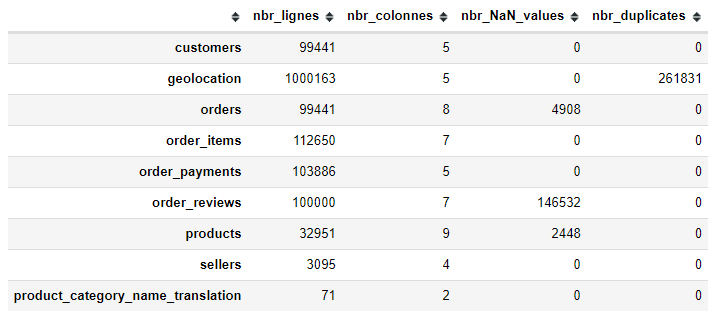 nbr_lignes nbr_colonnes nbr_NaN_values nbr_duplicates
customers 99441 5 0 0
geolocation 1000163 5 0 261831
orders 99441 8 4908 0
order_items 112650 7 0 0
order_payments 103886 5 0 0
order_reviews 100000 7 146532 0
products 32951 9 2448 0
sellers 3095 4 0 0
product_category_name_translation 71 2 0 0